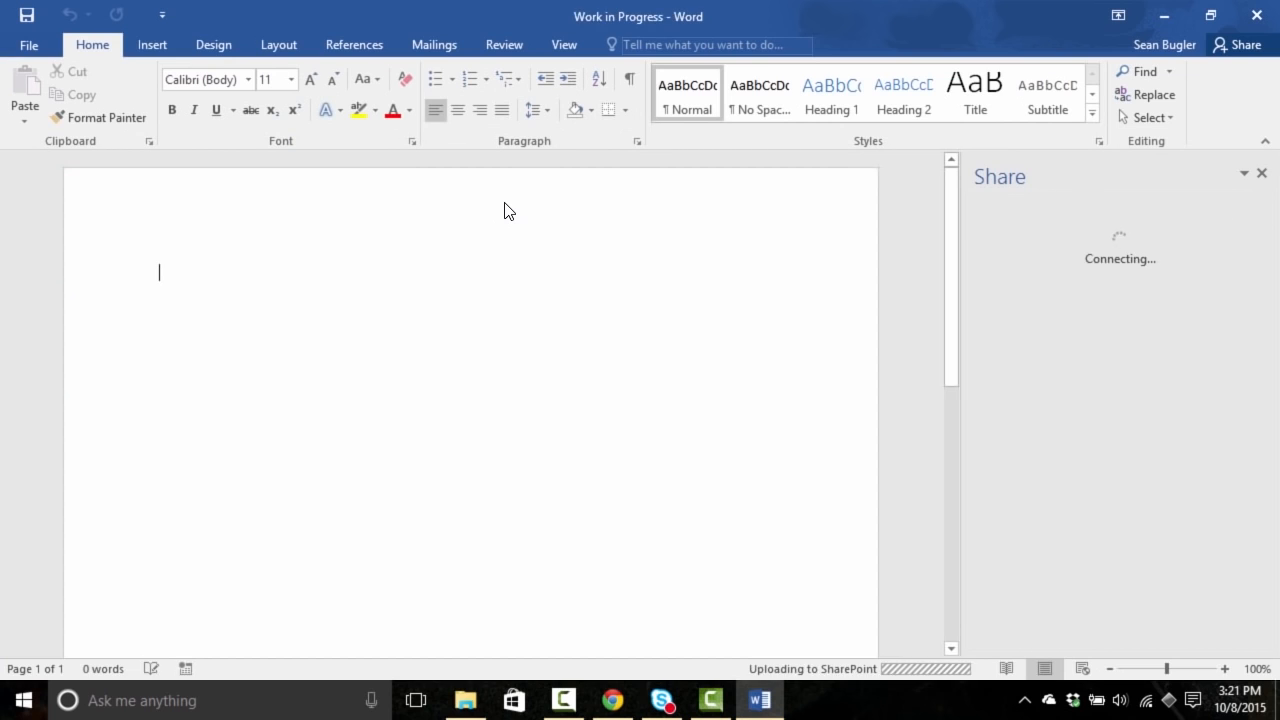 Work in Progress - Word
File Home Insert Design Layout References Mailings Review View Tell me what you want to do... Sean Bugler Share
Paste
Cut
Copy
Format Painter
Clipboard
Calibri (Body) 11
Aa
B I U abc X₂ X² A A
Font
Paragraph
AaBbCcDc AaBbCcDc AaBbCc AaBbCcD AaB AaBbCcD
¶ Normal ¶ No Spac... Heading 1 Heading 2 Title Subtitle
Styles
Find
Replace
Select
Editing
Share
Connecting...
Page 1 of 1 0 words Uploading to SharePoint 100%
Ask me anything
3:21 PM
10/8/2015